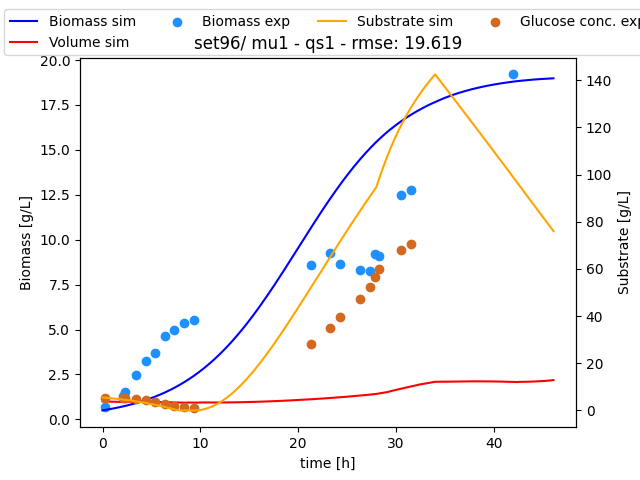 Biomass sim Biomass exp Substrate sim Glucose conc. exp
Volume sim
set96/ mu1 - qs1 - rmse: 19.619
20.0
17.5
15.0
12.5
10.0
7.5
5.0
2.5
0.0
Biomass [g/L]
140
120
100
80
60
40
20
0
Substrate [g/L]
0 10 20 30 40
time [h]